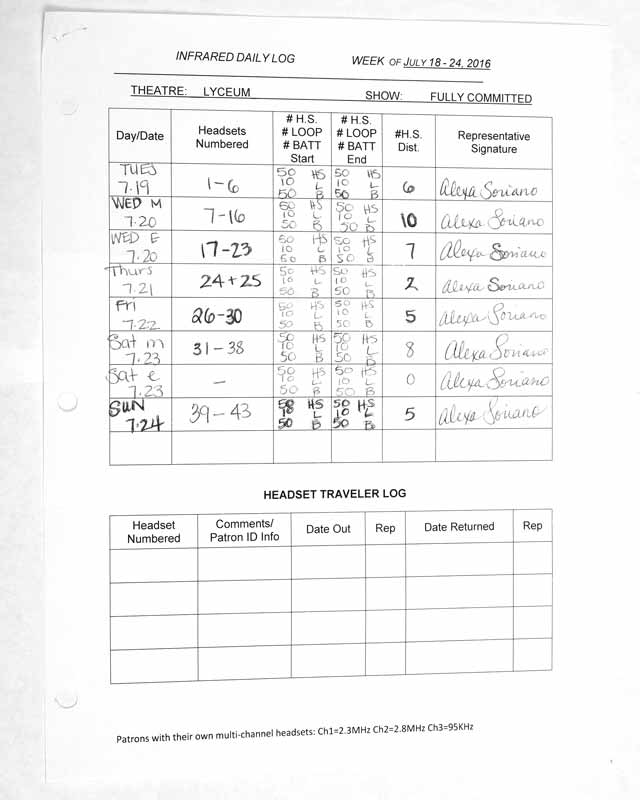 INFRARED DAILY LOG WEEK OF JULY 18 - 24, 2016
THEATRE: LYCEUM SHOW: FULLY COMMITTED
Day/Date
Headsets
Numbered
# H.S.
# LOOP
# BATT
Start
# H.S.
# LOOP
# BATT
End
#H.S.
Dist.
Representative
Signature
TUES
7.19
1-6
50 HS
10 L
50 B
50 HS
10 L
50 B
6
Alexa Soriano
WED M
7.20
7-16
50 HS
10 L
50 B
50 HS
10 L
50 B
10
Alexa Soriano
WED E
7.20
17-23
50 HS
10 L
50 B
50 HS
10 L
50 B
7
Alexa Soriano
Thurs
7.21
24+25
50 HS
10 L
50 B
50 HS
10 L
50 B
2
Alexa Soriano
Fri
7.22
26-30
50 HS
10 L
50 B
50 HS
10 L
50 B
5
Alexa Soriano
Sat m
7.23
31-38
50 HS
10 L
50 B
50 HS
10 L
50 B
8
Alexa Soriano
Sat e
7.23
—
50 HS
10 L
50 B
50 HS
10 L
50 B
0
Alexa Soriano
SUN
7.24
39-43
50 HS
10 L
50 B
50 HS
10 L
50 B
5
Alexa Soriano
HEADSET TRAVELER LOG
Headset
Numbered
Comments/
Patron ID Info
Date Out
Rep
Date Returned
Rep
Patrons with their own multi-channel headsets: Ch1=2.3MHz Ch2=2.8MHz Ch3=95KHz